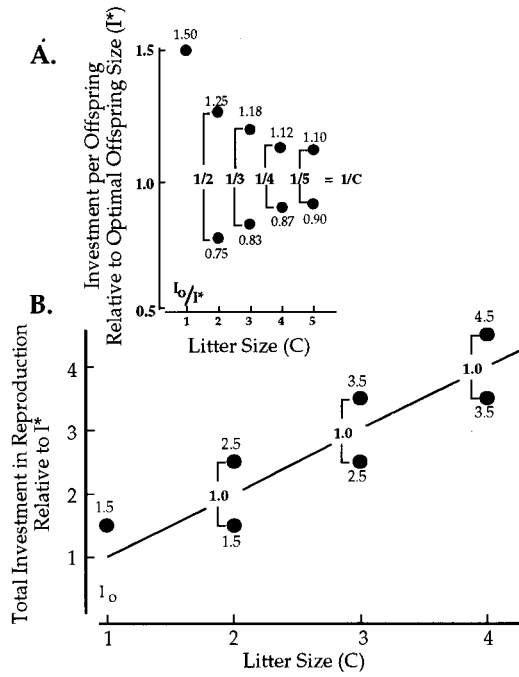 A.
Investment per Offspring
Relative to Optimal Offspring Size (I*)
1.5
1.0
0.5
1.50
1.25
1.18
1.12
1.10
1/2 1/3 1/4 1/5 = 1/C
0.75
0.83
0.87
0.90
Io/I*
1 2 3 4 5
Litter Size (C)
B.
Total Investment in Reproduction
Relative to I*
4
3
2
1
4.5
1.0
3.5
3.5
1.0
2.5
2.5
1.0
1.5
1.5
Io
1 2 3 4
Litter Size (C)